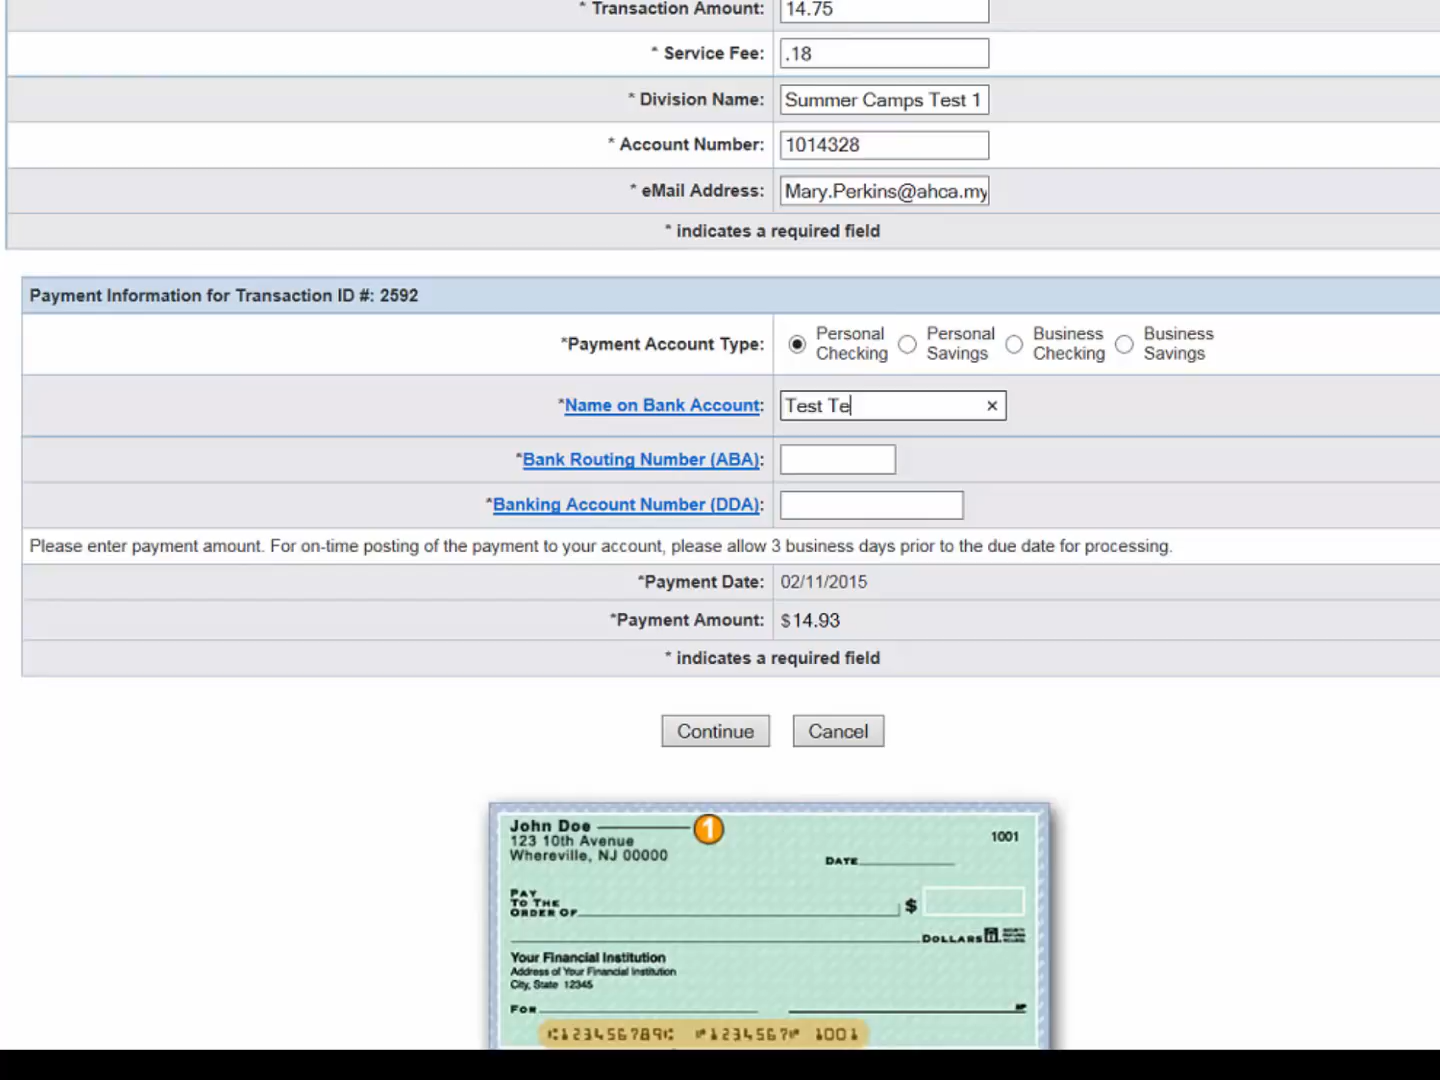 * Transaction Amount: 14.75
* Service Fee: .18
* Division Name: Summer Camps Test 1
* Account Number: 1014328
* eMail Address: Mary.Perkins@ahca.my
* indicates a required field
Payment Information for Transaction ID #: 2592
*Payment Account Type: Personal Checking Personal Savings Business Checking Business Savings
*Name on Bank Account: Test Te ×
*Bank Routing Number (ABA):
*Banking Account Number (DDA):
Please enter payment amount. For on-time posting of the payment to your account, please allow 3 business days prior to the due date for processing.
*Payment Date: 02/11/2015
*Payment Amount: $14.93
* indicates a required field
Continue Cancel
John Doe 1
1001
123 10th Avenue
Whereville, NJ 00000
DATE
PAY
TO THE
ORDER OF $
DOLLARS
Your Financial Institution
Address of Your Financial Institution
City, State 12345
FOR MP
⑆123456789⑆ ⑈1234567⑈ 1001